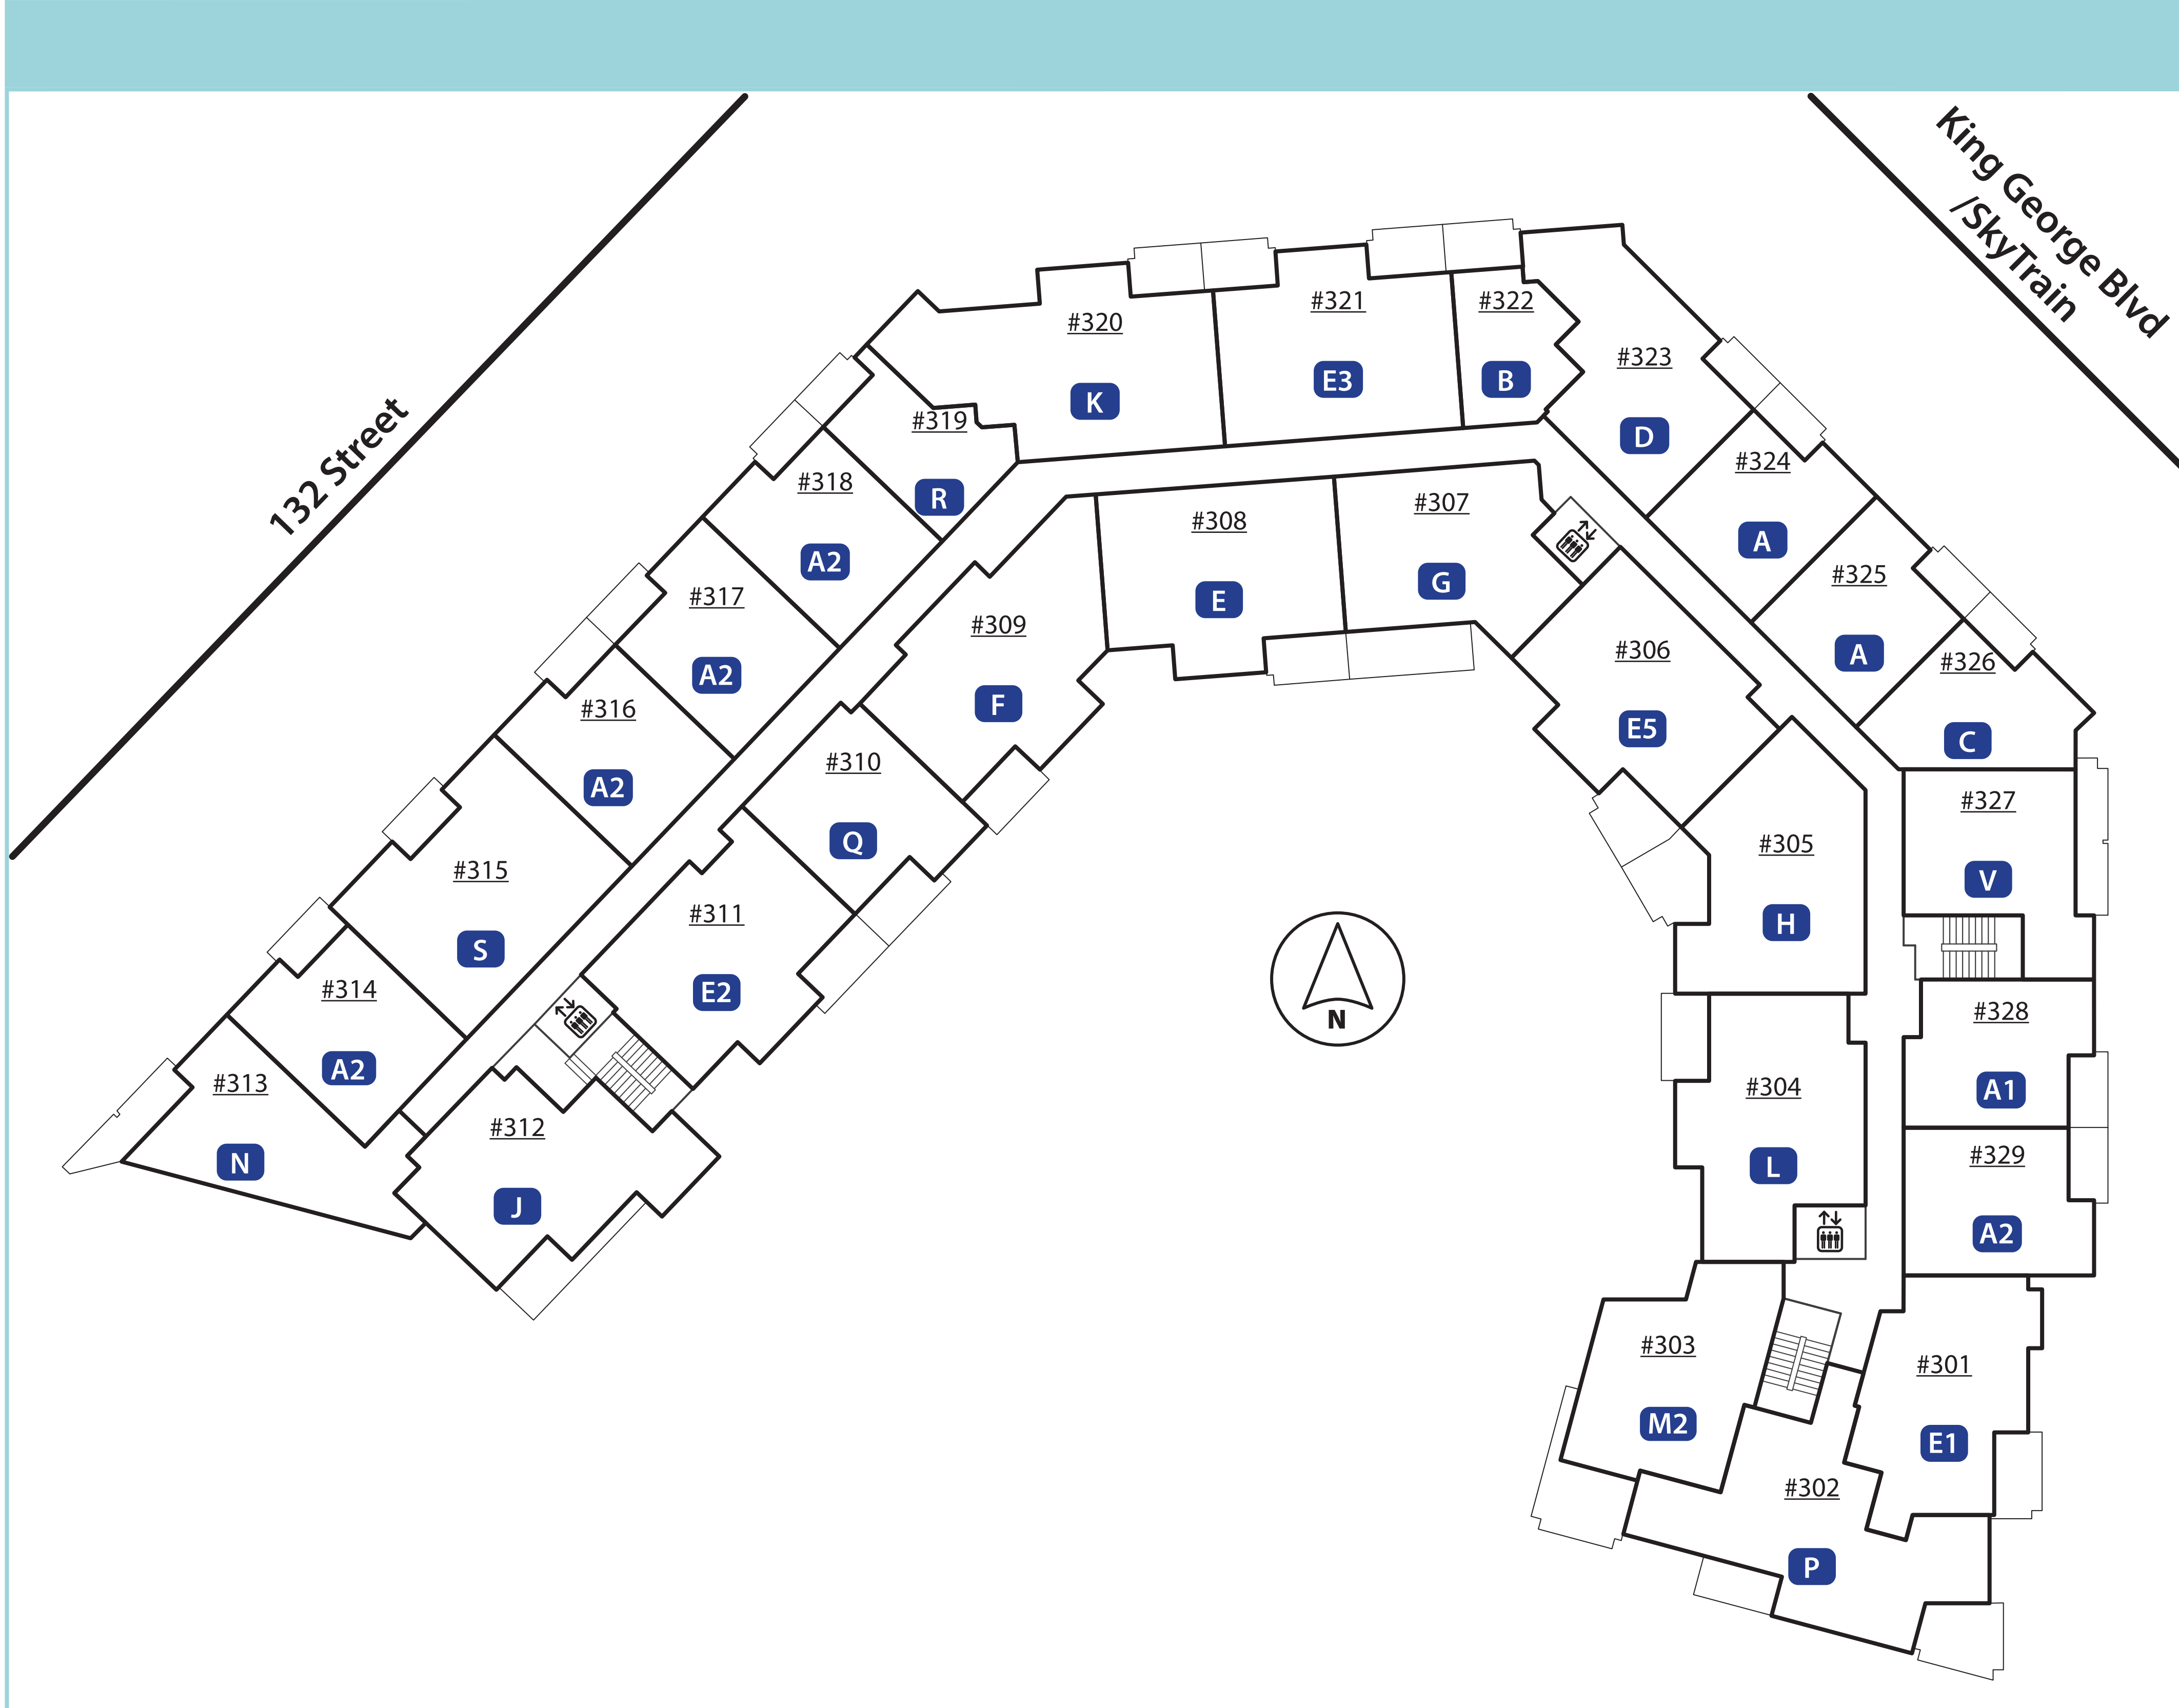 132 Street
King George Blvd
/SkyTrain
#320
K
#321
E3
#322
B
#323
D
#319
R
#318
A2
#324
A
#317
A2
#308
E
#307
G
#325
A
#309
F
#306
E5
#326
C
#316
A2
#310
Q
#327
V
#315
S
#311
E2
#305
H
#314
A2
#328
A1
#313
N
#312
J
#304
L
#329
A2
N
#303
M2
#301
E1
#302
P